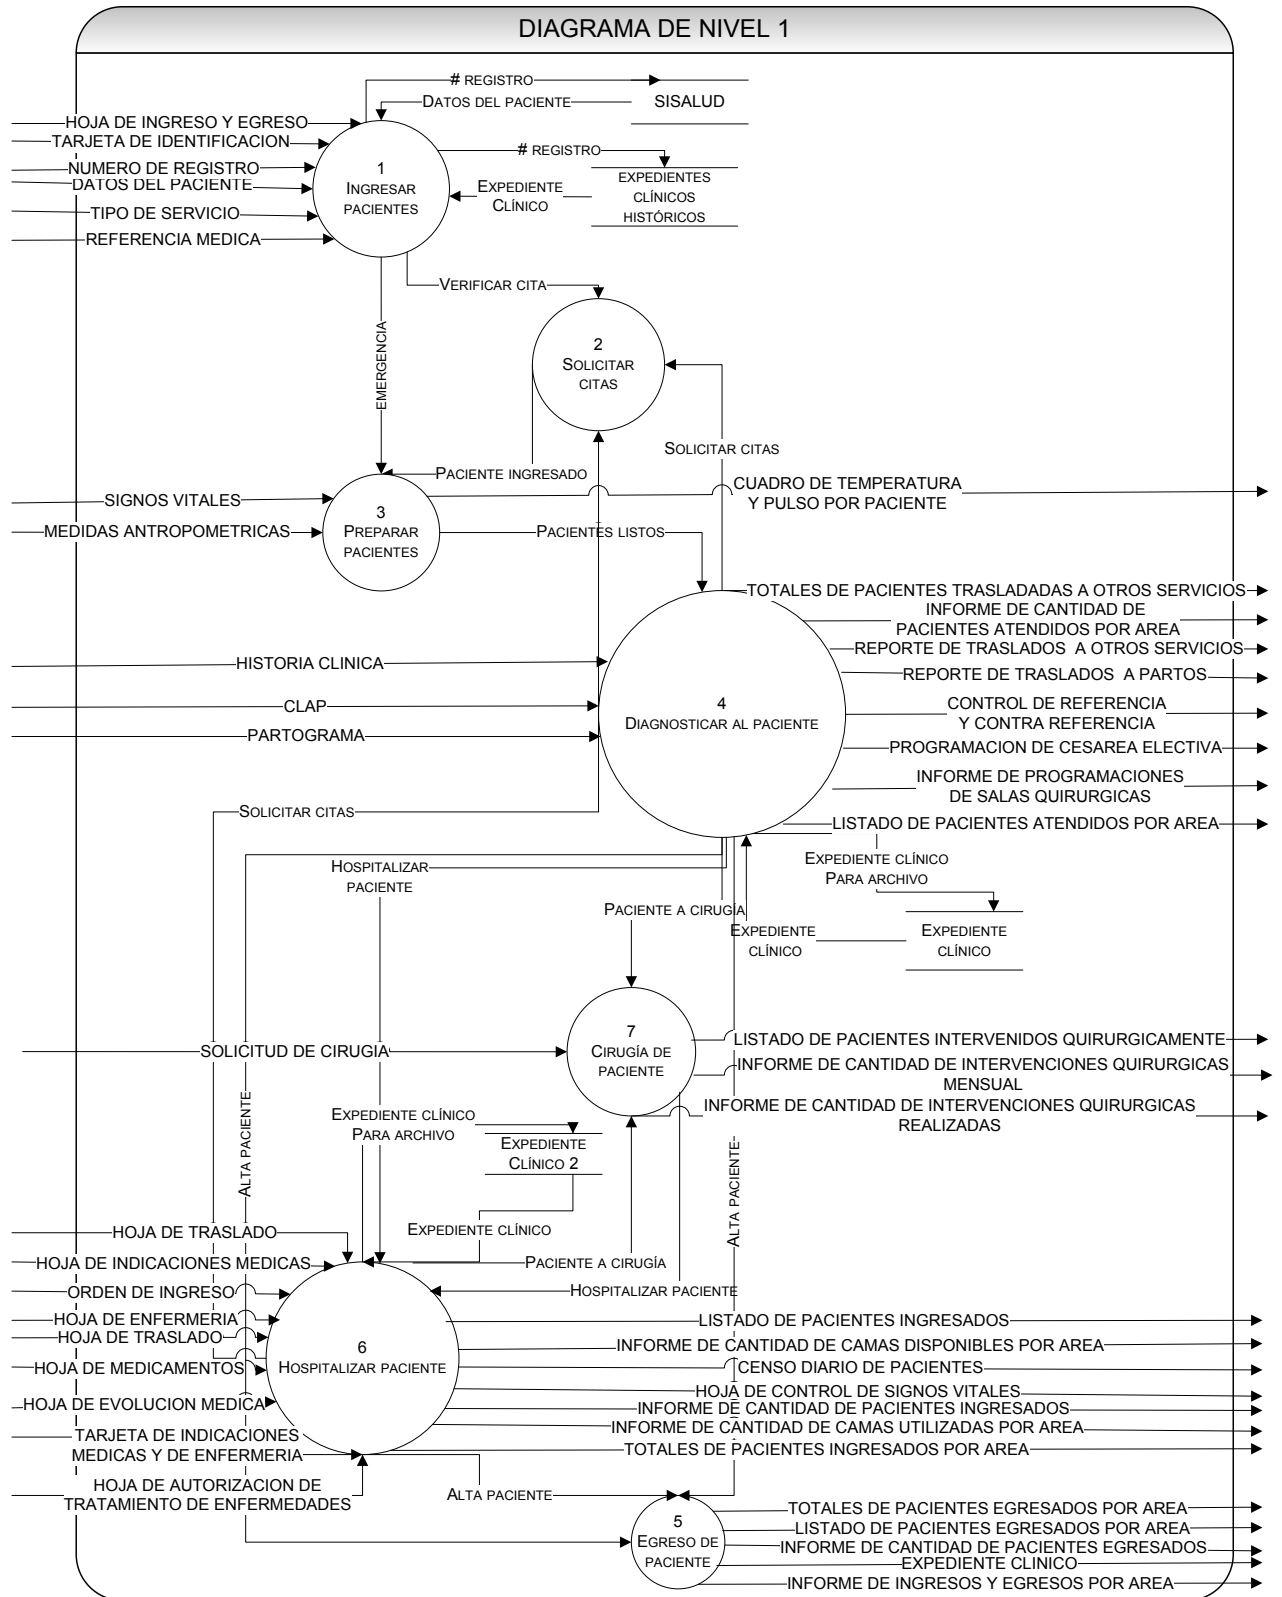 DIAGRAMA DE NIVEL 1
# REGISTRO
DATOS DEL PACIENTE
SISALUD
HOJA DE INGRESO Y EGRESO
TARJETA DE IDENTIFICACION
NUMERO DE REGISTRO
DATOS DEL PACIENTE
TIPO DE SERVICIO
REFERENCIA MEDICA
1
INGRESAR
PACIENTES
# REGISTRO
EXPEDIENTE
CLÍNICO
EXPEDIENTES
CLÍNICOS
HISTÓRICOS
VERIFICAR CITA
EMERGENCIA
2
SOLICITAR
CITAS
SOLICITAR CITAS
PACIENTE INGRESADO
SIGNOS VITALES
MEDIDAS ANTROPOMETRICAS
3
PREPARAR
PACIENTES
CUADRO DE TEMPERATURA
Y PULSO POR PACIENTE
PACIENTES LISTOS
HISTORIA CLINICA
CLAP
PARTOGRAMA
4
DIAGNOSTICAR AL PACIENTE
TOTALES DE PACIENTES TRASLADADAS A OTROS SERVICIOS
INFORME DE CANTIDAD DE
PACIENTES ATENDIDOS POR AREA
REPORTE DE TRASLADOS A OTROS SERVICIOS
REPORTE DE TRASLADOS A PARTOS
CONTROL DE REFERENCIA
Y CONTRA REFERENCIA
PROGRAMACION DE CESAREA ELECTIVA
INFORME DE PROGRAMACIONES
DE SALAS QUIRURGICAS
LISTADO DE PACIENTES ATENDIDOS POR AREA
SOLICITAR CITAS
HOSPITALIZAR
PACIENTE
EXPEDIENTE CLÍNICO
PARA ARCHIVO
PACIENTE A CIRUGÍA
EXPEDIENTE
CLÍNICO
EXPEDIENTE
CLÍNICO
SOLICITUD DE CIRUGIA
7
CIRUGÍA DE
PACIENTE
LISTADO DE PACIENTES INTERVENIDOS QUIRURGICAMENTE
INFORME DE CANTIDAD DE INTERVENCIONES QUIRURGICAS
MENSUAL
INFORME DE CANTIDAD DE INTERVENCIONES QUIRURGICAS
REALIZADAS
ALTA PACIENTE
EXPEDIENTE CLÍNICO
PARA ARCHIVO
EXPEDIENTE
CLÍNICO 2
ALTA PACIENTE
EXPEDIENTE CLÍNICO
PACIENTE A CIRUGÍA
HOSPITALIZAR PACIENTE
HOJA DE TRASLADO
HOJA DE INDICACIONES MEDICAS
ORDEN DE INGRESO
HOJA DE ENFERMERIA
HOJA DE TRASLADO
HOJA DE MEDICAMENTOS
HOJA DE EVOLUCION MEDICA
TARJETA DE INDICACIONES
MEDICAS Y DE ENFERMERIA
HOJA DE AUTORIZACION DE
TRATAMIENTO DE ENFERMEDADES
6
HOSPITALIZAR PACIENTE
LISTADO DE PACIENTES INGRESADOS
INFORME DE CANTIDAD DE CAMAS DISPONIBLES POR AREA
CENSO DIARIO DE PACIENTES
HOJA DE CONTROL DE SIGNOS VITALES
INFORME DE CANTIDAD DE PACIENTES INGRESADOS
INFORME DE CANTIDAD DE CAMAS UTILIZADAS POR AREA
TOTALES DE PACIENTES INGRESADOS POR AREA
ALTA PACIENTE
5
EGRESO DE
PACIENTE
TOTALES DE PACIENTES EGRESADOS POR AREA
LISTADO DE PACIENTES EGRESADOS POR AREA
INFORME DE CANTIDAD DE PACIENTES EGRESADOS
EXPEDIENTE CLINICO
INFORME DE INGRESOS Y EGRESOS POR AREA